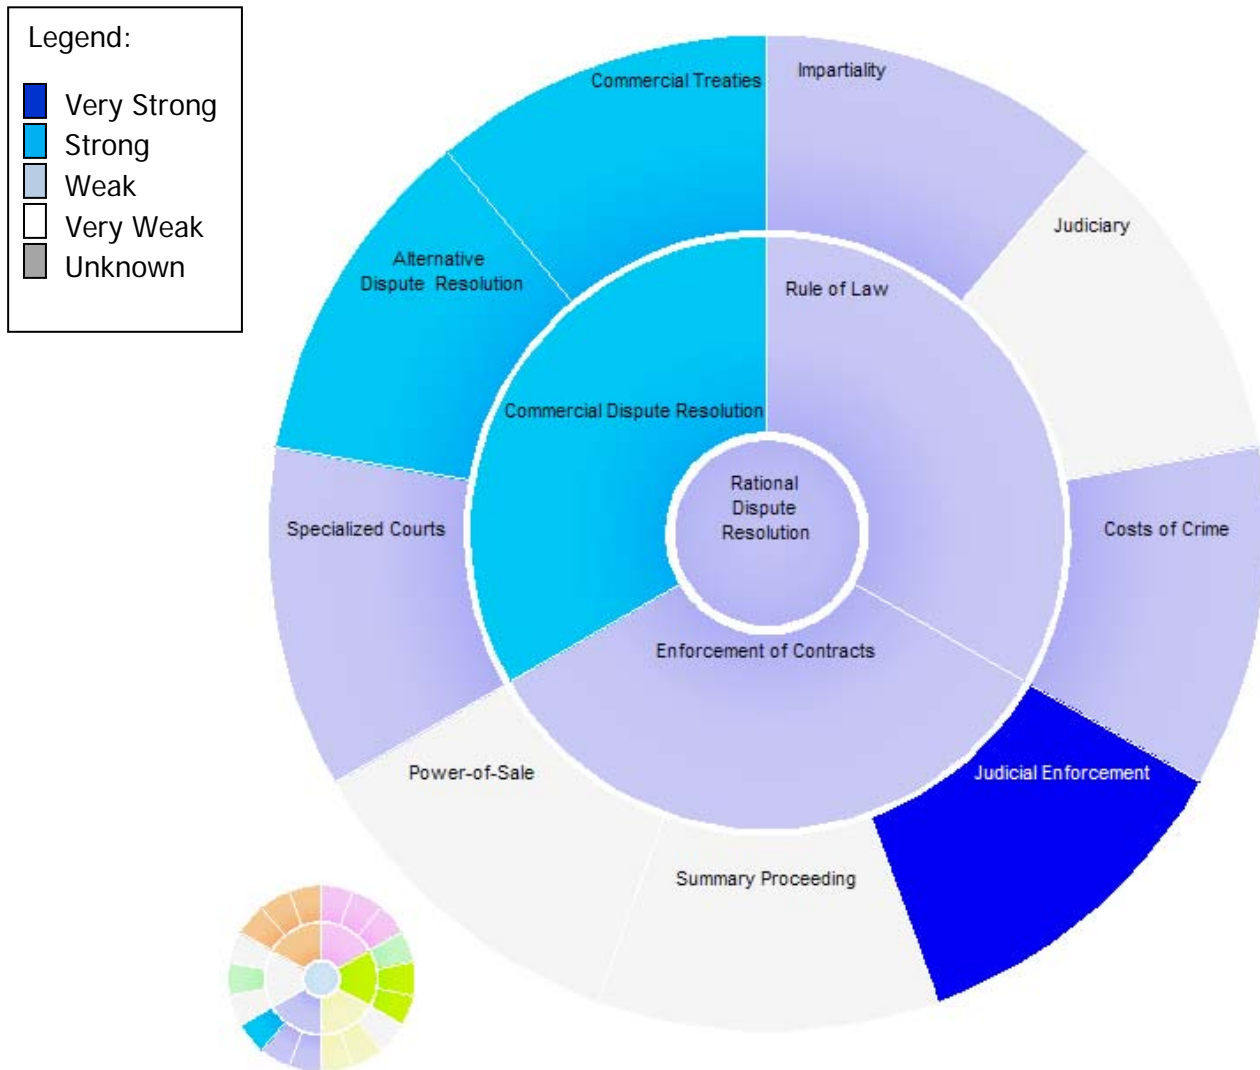 Legend:
Very Strong
Strong
Weak
Very Weak
Unknown
Commercial Treaties
Impartiality
Judiciary
Alternative
Dispute Resolution
Rule of Law
Commercial Dispute Resolution
Rational
Dispute
Resolution
Specialized Courts
Costs of Crime
Enforcement of Contracts
Power-of-Sale
Judicial Enforcement
Summary Proceeding